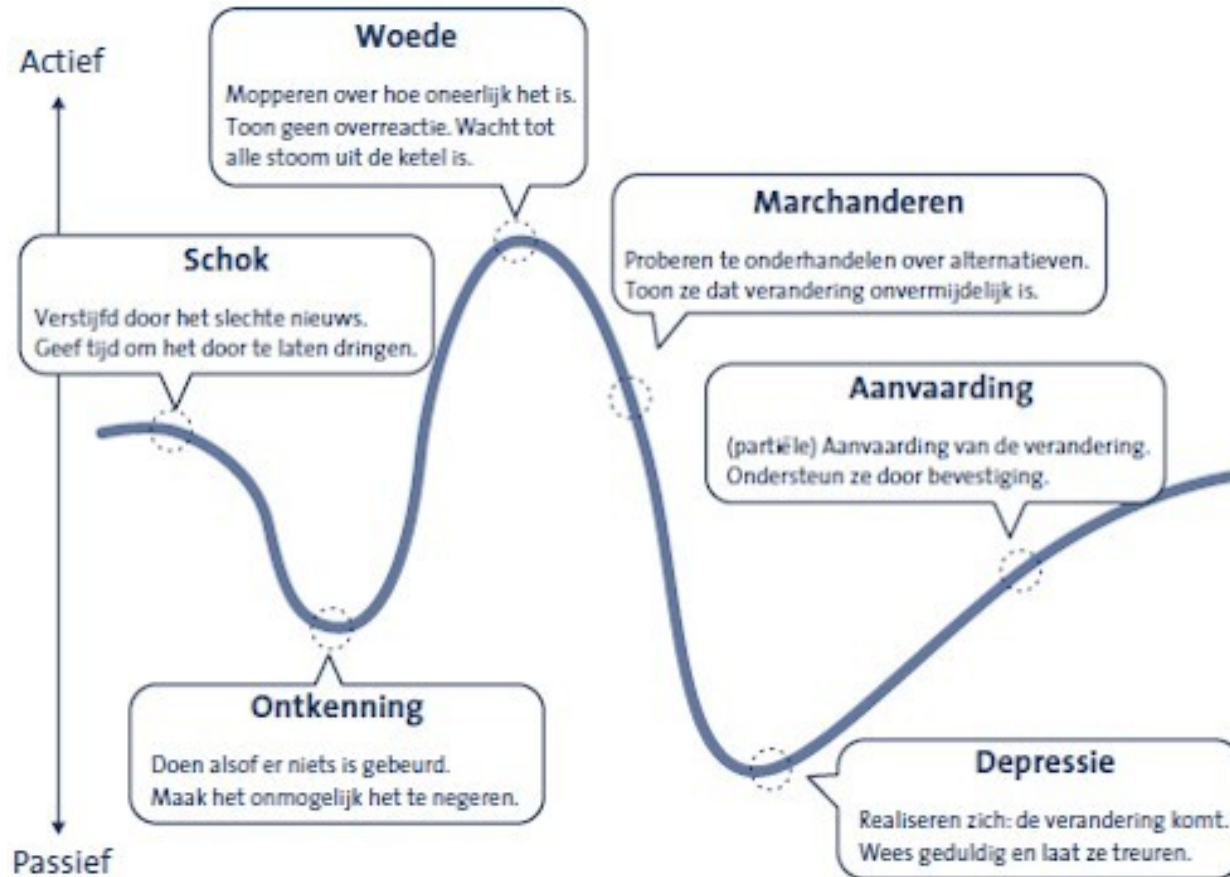 Actief
Woede
Mopperen over hoe oneerlijk het is.
Toon geen overreactie. Wacht tot
alle stoom uit de ketel is.
Marchanderen
Proberen te onderhandelen over alternatieven.
Toon ze dat verandering onvermijdelijk is.
Schok
Verstijfd door het slechte nieuws.
Geef tijd om het door te laten dringen.
Aanvaarding
(partiële) Aanvaarding van de verandering.
Ondersteun ze door bevestiging.
Ontkenning
Doen alsof er niets is gebeurd.
Maak het onmogelijk het te negeren.
Depressie
Realiseren zich: de verandering komt.
Wees geduldig en laat ze treuren.
Passief